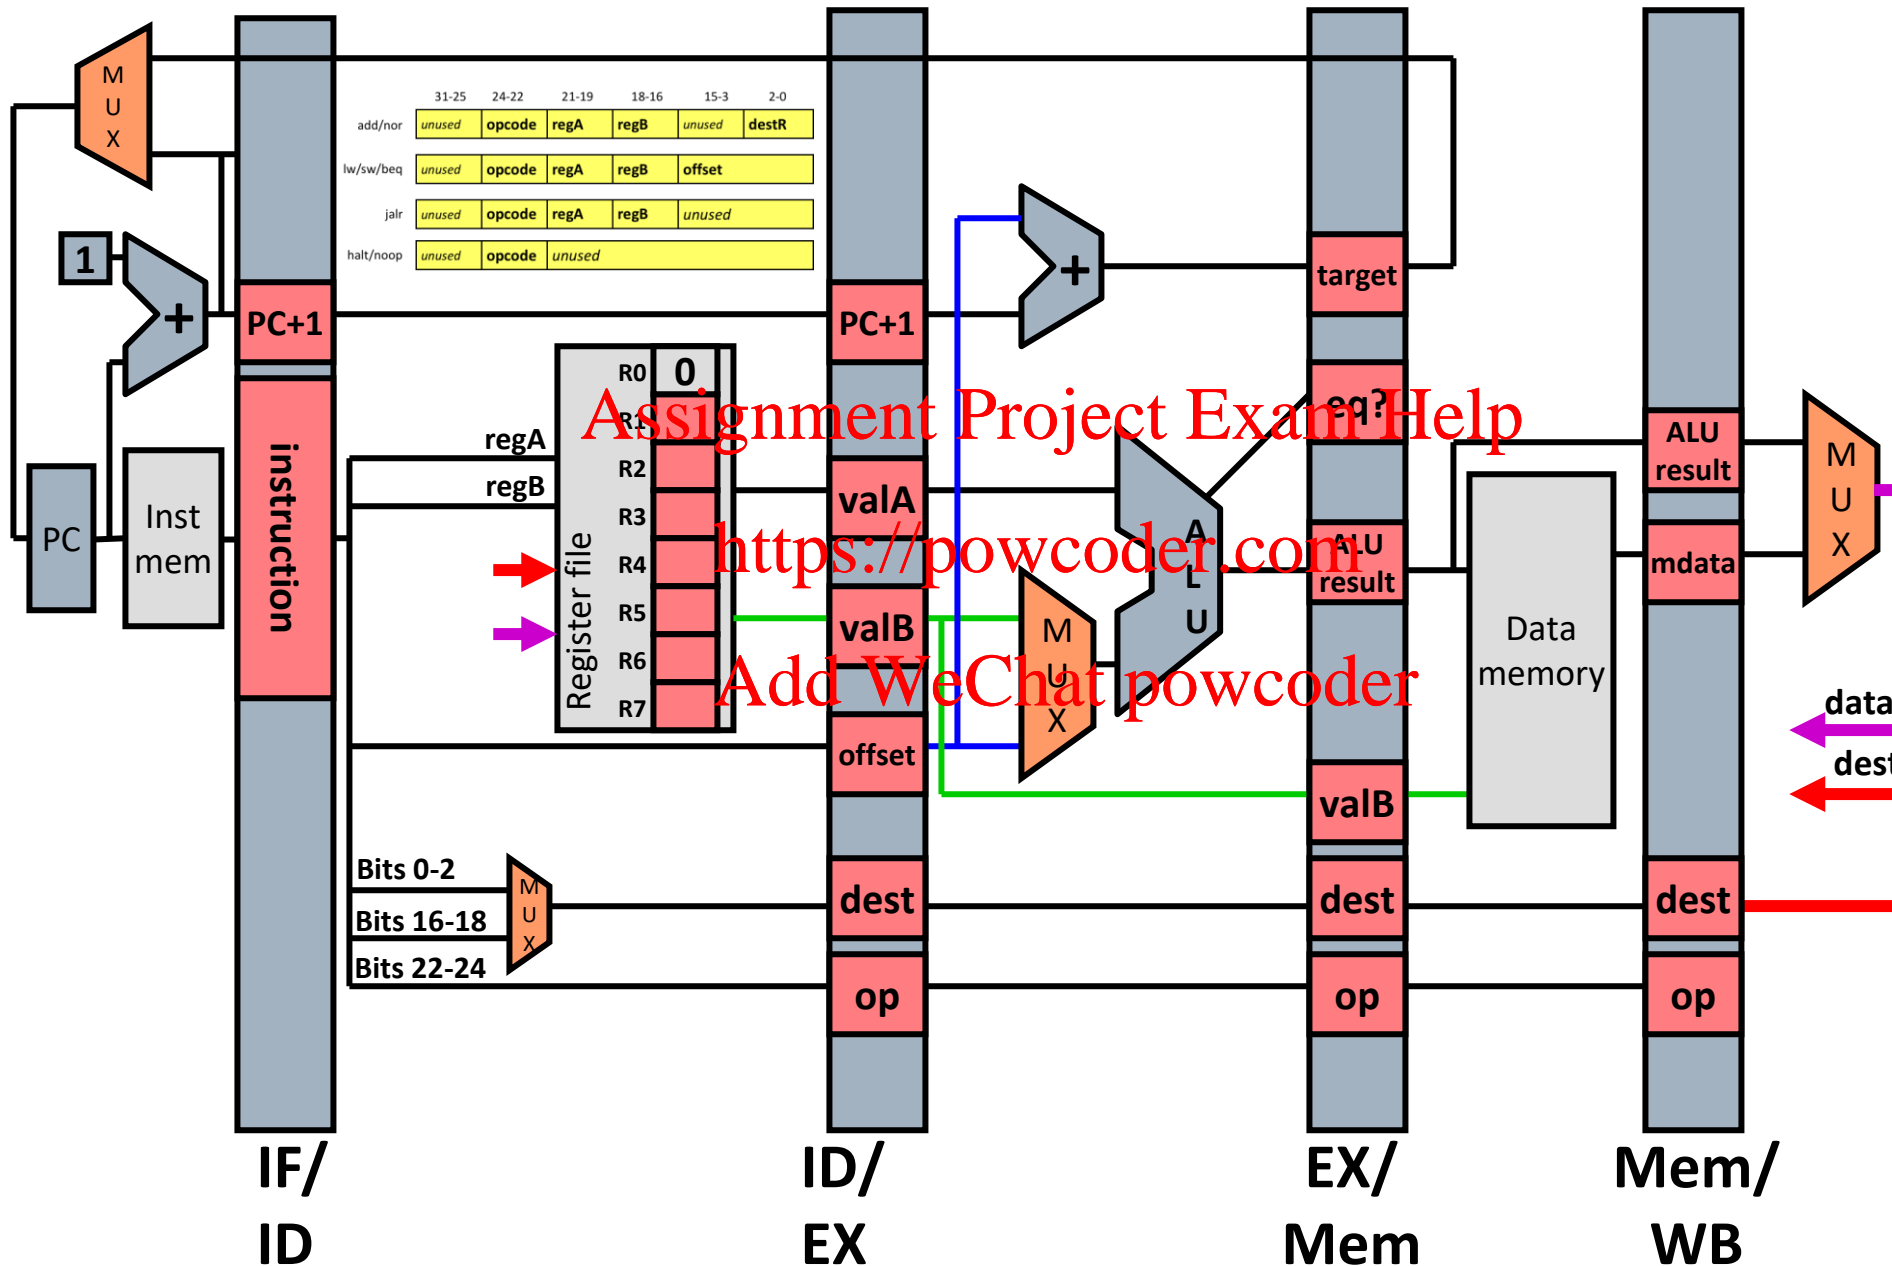 31-25 24-22 21-19 18-16 15-3 2-0
add/nor unused opcode regA regB unused destR
lw/sw/beq unused opcode regA regB offset
jalr unused opcode regA regB unused
halt/noop unused opcode unused
M
U
X
1
+
PC+1
PC
Inst
mem
instruction
regA
regB
Register file
R0 0
R1
R2
R3
R4
R5
R6
R7
Bits 0-2
Bits 16-18
Bits 22-24
M
U
X
PC+1
valA
valB
offset
dest
op
+
M
U
X
A
L
U
target
eq?
ALU
result
valB
dest
op
Data
memory
ALU
result
mdata
dest
op
M
U
X
data
dest
Assignment Project Exam Help
https://powcoder.com
Add WeChat powcoder
IF/
ID
ID/
EX
EX/
Mem
Mem/
WB